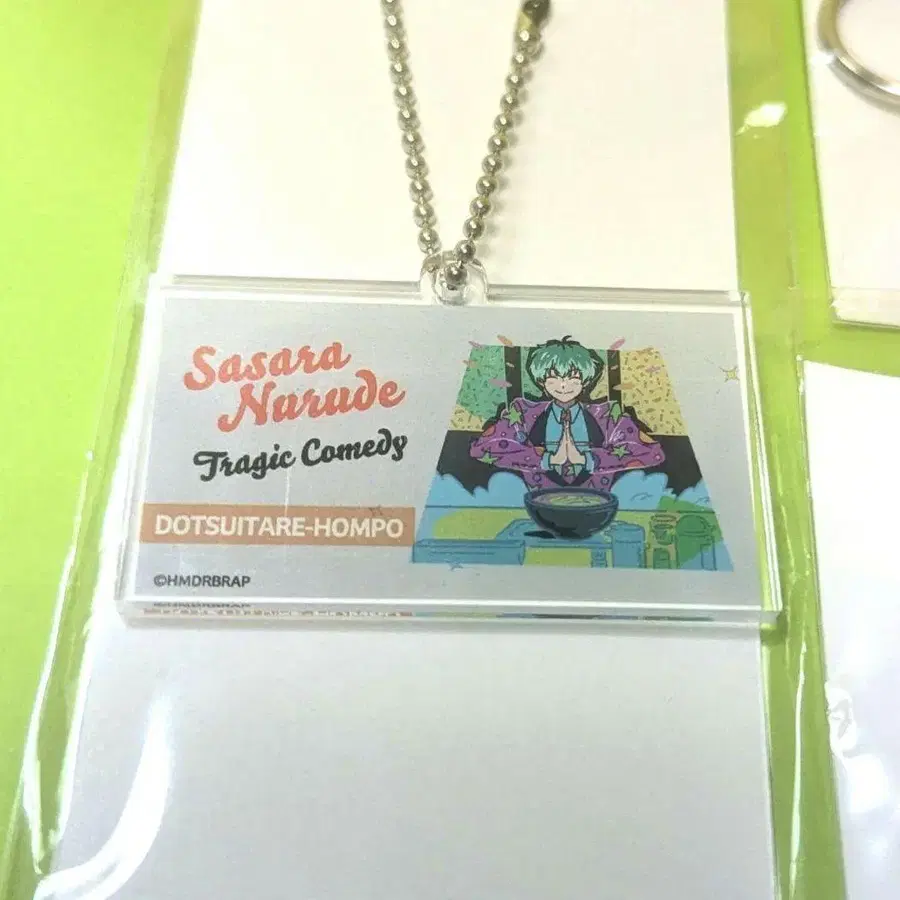 Sasara
Nurude
Tragic Comedy
DOTSUITARE-HOMPO
©HMDRBRAP